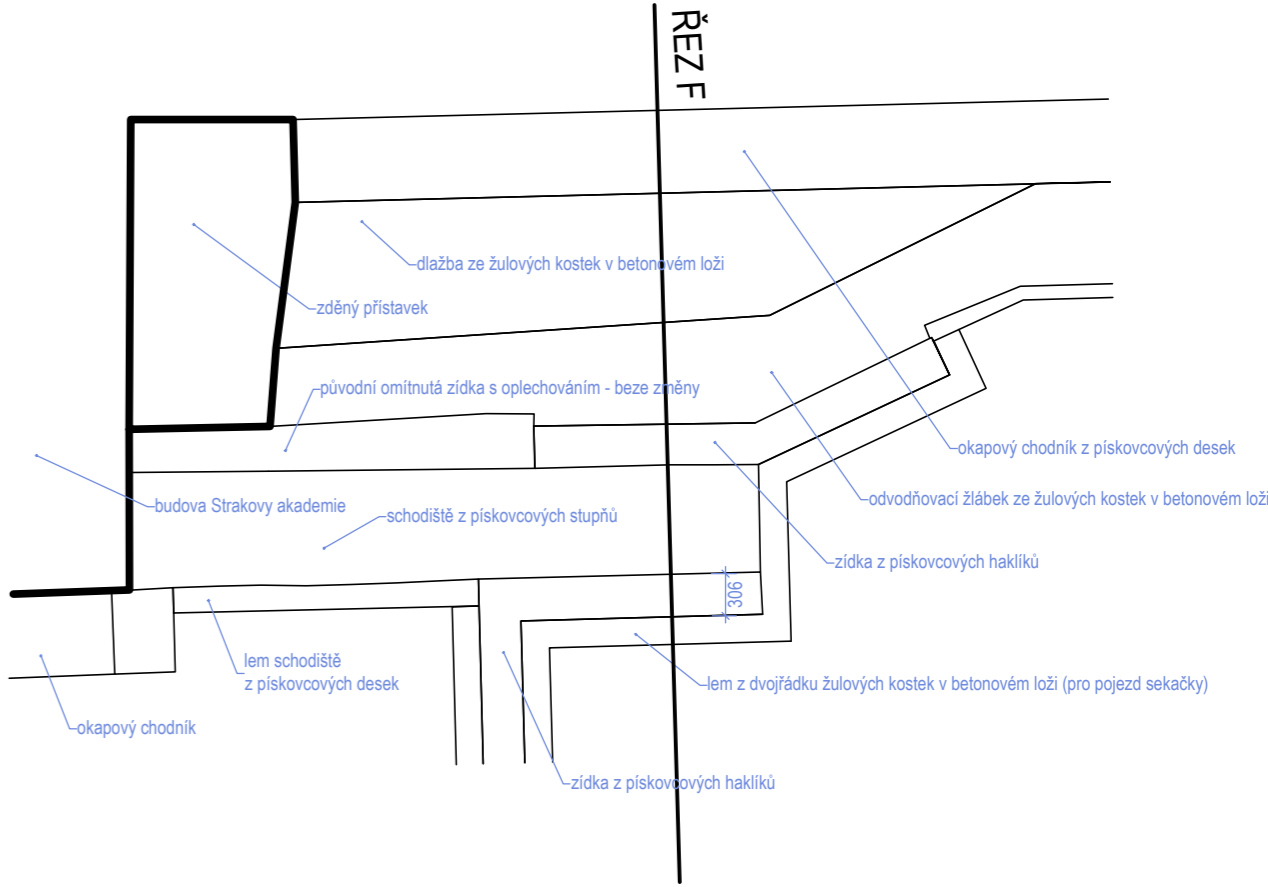 ŘEZ F
dlažba ze žulových kostek v betonovém loži
zděný přístavek
původní omítnutá zídka s oplechováním - beze změny
okapový chodník z pískovcových desek
odvodňovací žlábek ze žulových kostek v betonovém loži
budova Strakovy akademie
schodiště z pískovcových stupňů
zídka z pískovcových haklíků
306
lem schodiště
z pískovcových desek
lem z dvojřádku žulových kostek v betonovém loži (pro pojezd sekačky)
okapový chodník
zídka z pískovcových haklíků